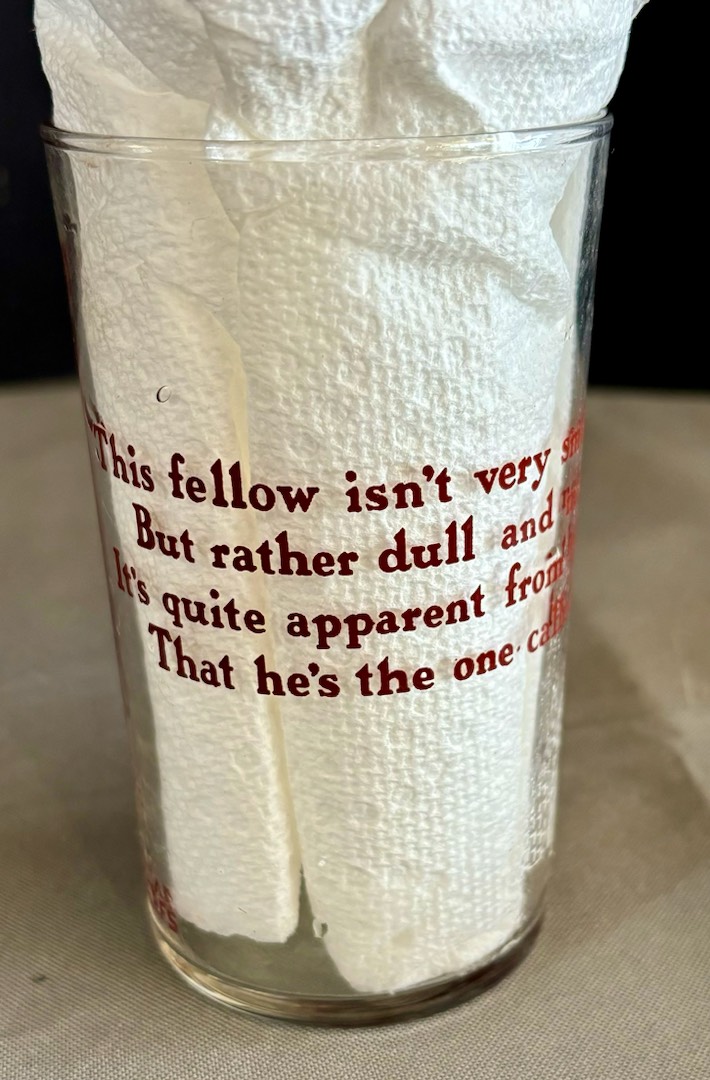 This fellow isn't very
But rather dull and
It's quite apparent from
That he's the one